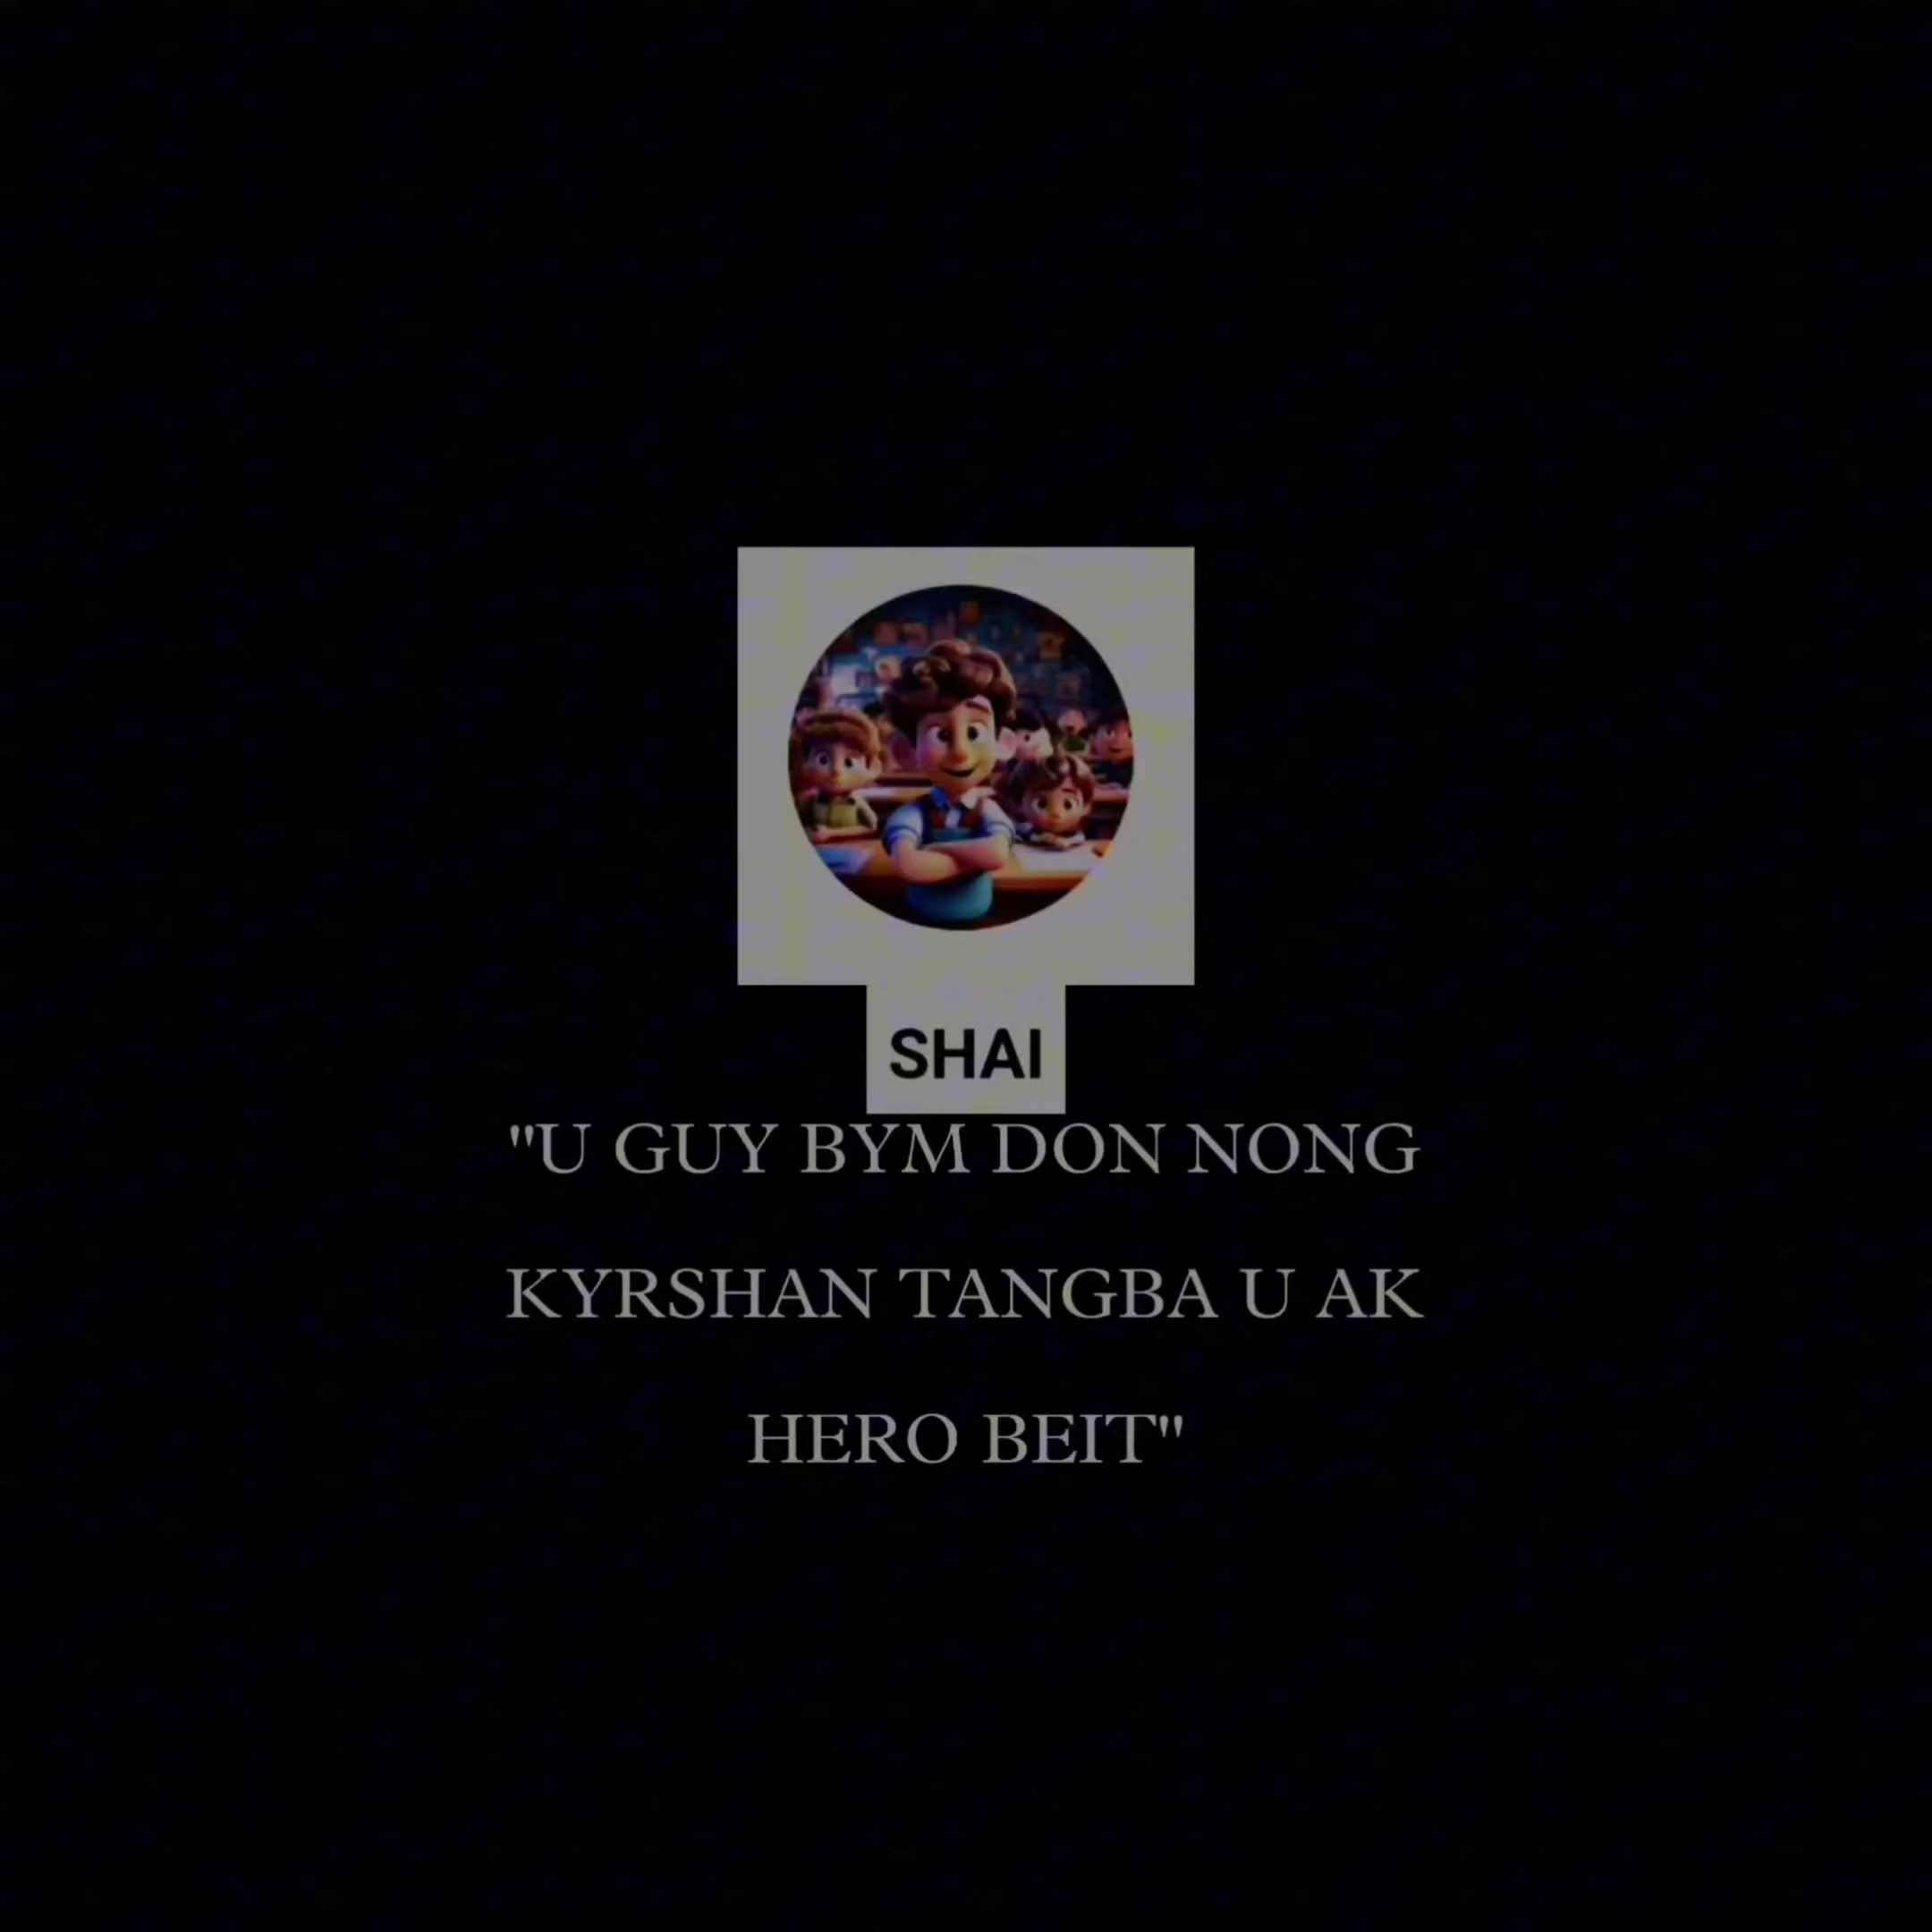 SHAI
"U GUY BYM DON NONG
KYRSHAN TANGBA U AK
HERO BEIT"